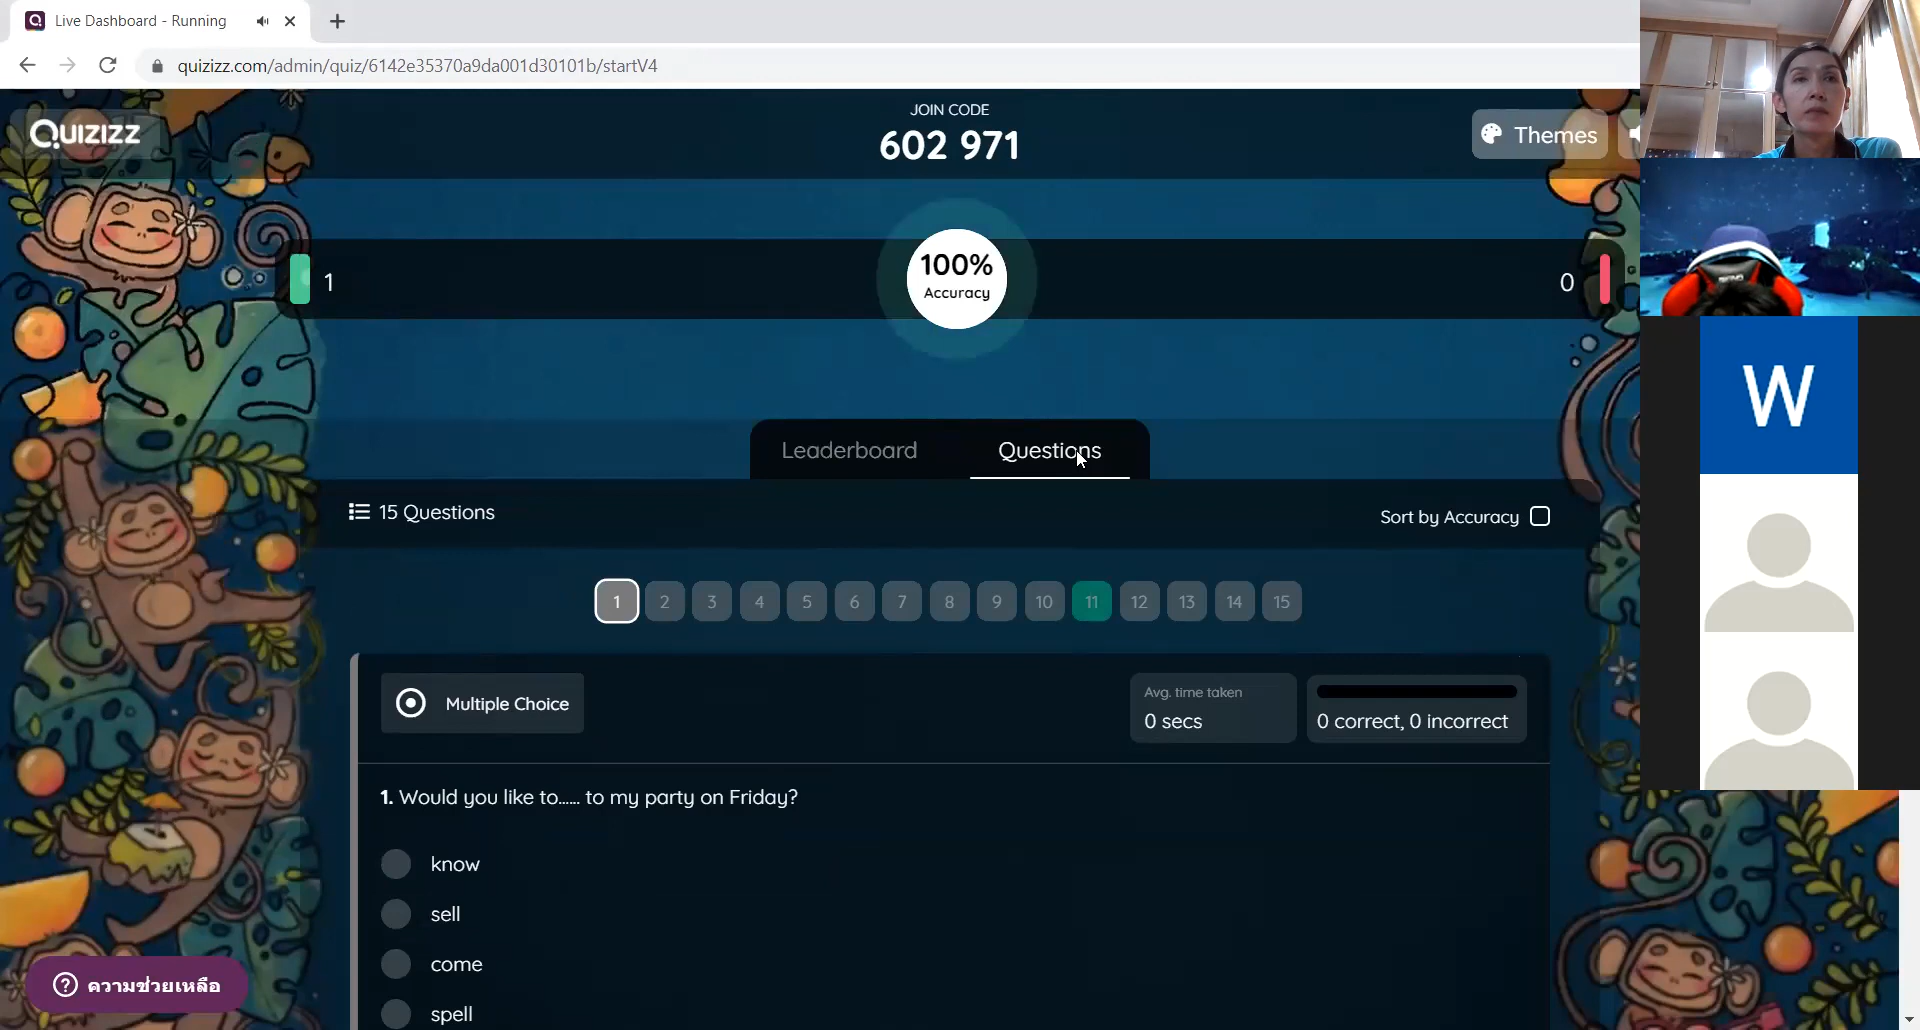 Live Dashboard - Running
quizizz.com/admin/quiz/6142e35370a9da001d30101b/startV4
Quizizz
JOIN CODE
602 971
Themes
1
100%
Accuracy
0
Leaderboard
Questions
15 Questions
Sort by Accuracy
1 2 3 4 5 6 7 8 9 10 11 12 13 14 15
Multiple Choice
Avg. time taken
0 secs
0 correct, 0 incorrect
1. Would you like to...... to my party on Friday?
know
sell
come
spell
ความช่วยเหลือ
W